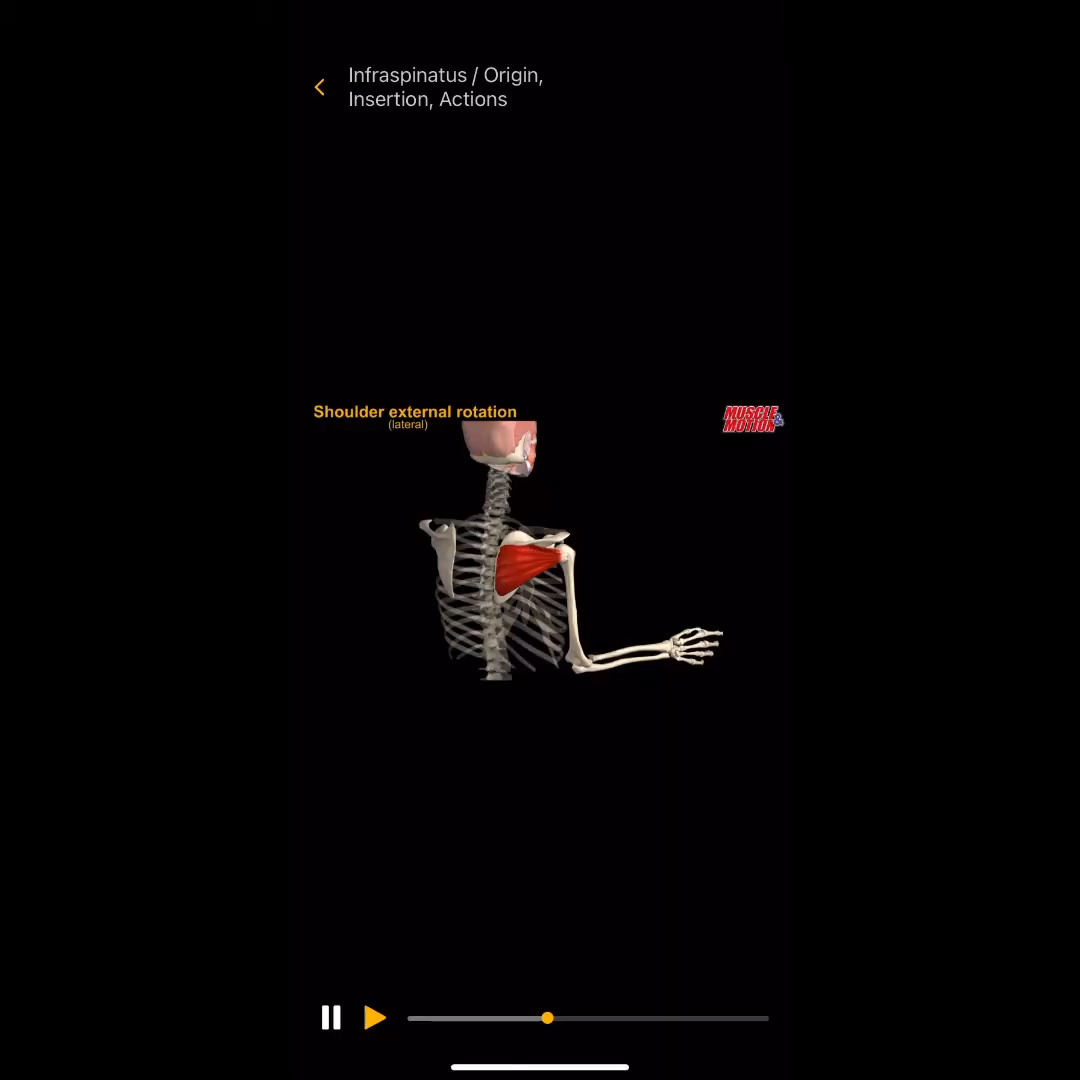 Infraspinatus / Origin,
Insertion, Actions
Shoulder external rotation
(lateral)
MUSCLE
& MOTION